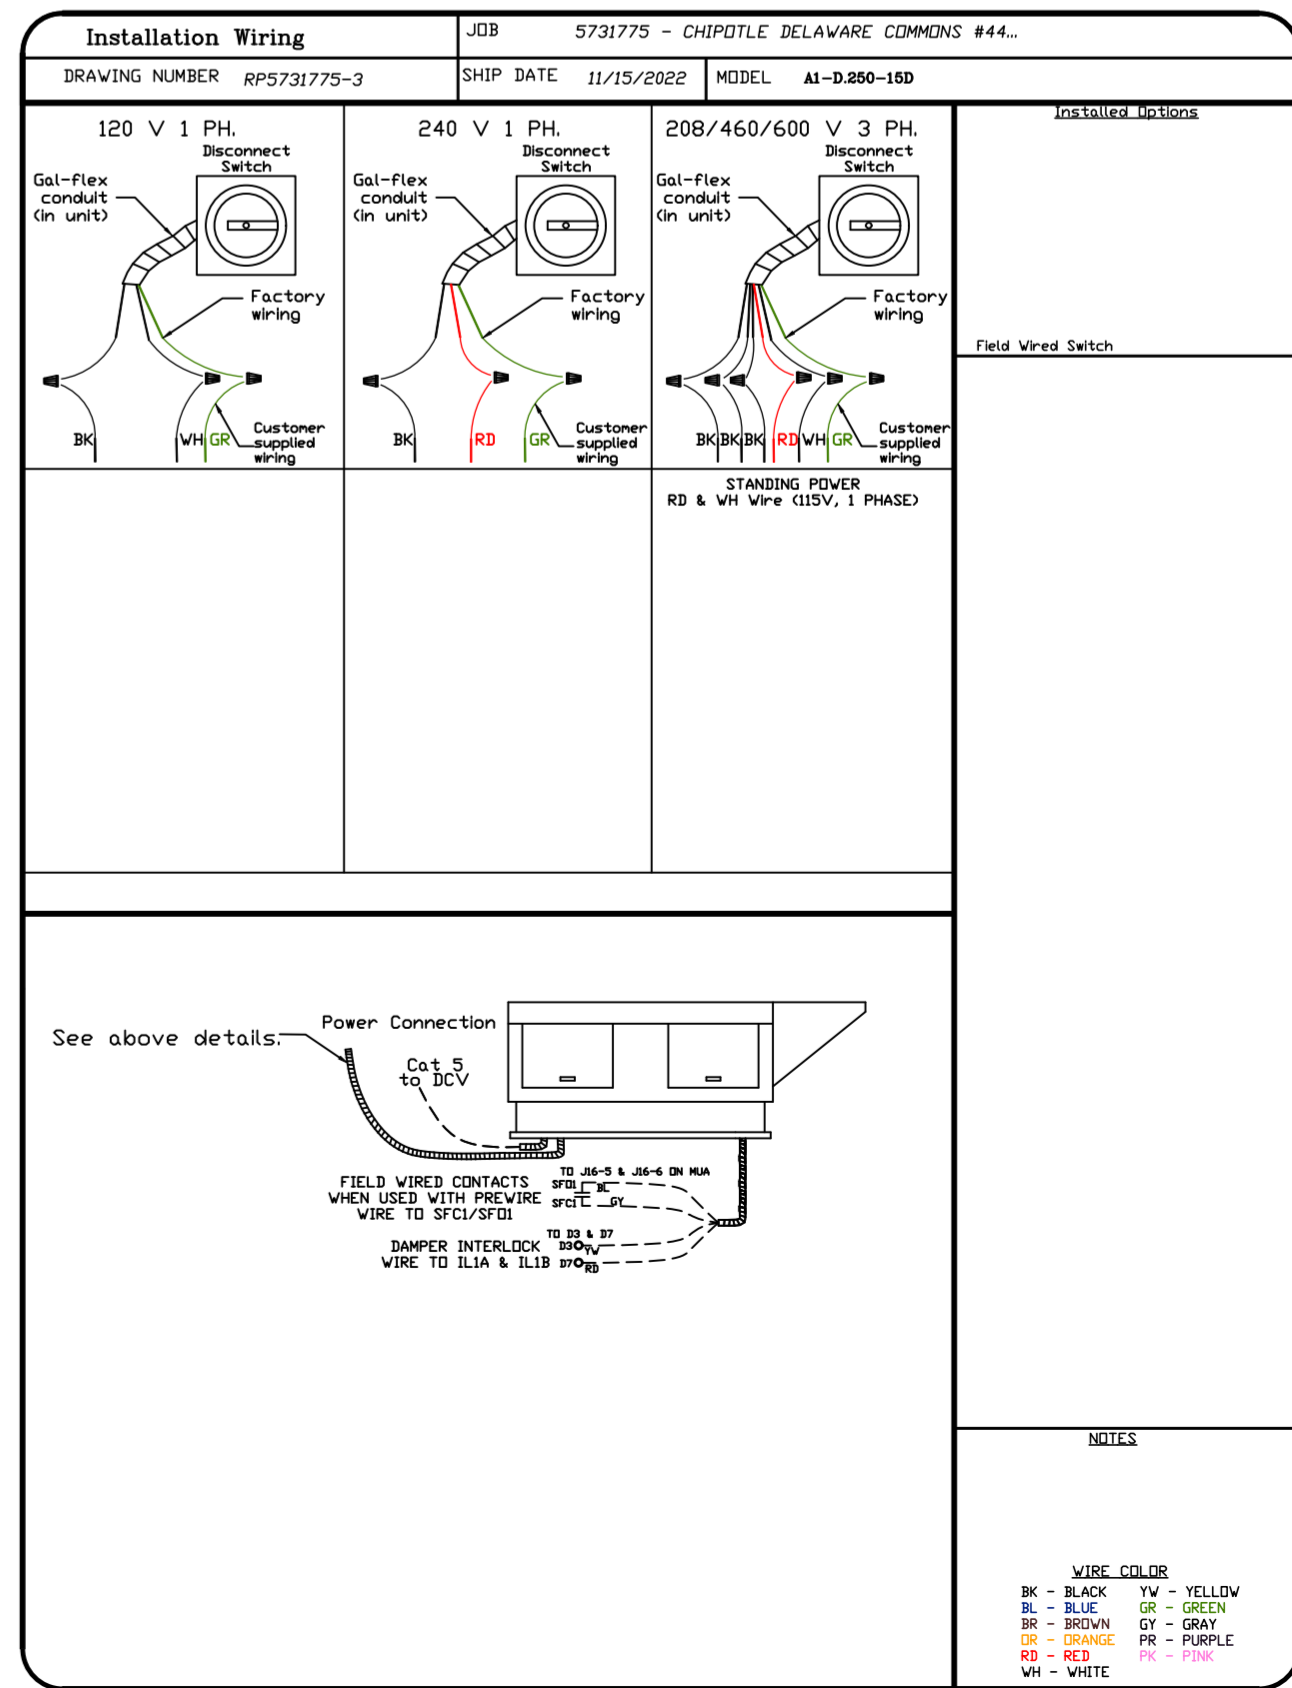 Installation Wiring
JOB 5731775 - CHIPOTLE DELAWARE COMMONS #44...
DRAWING NUMBER RP5731775-3
SHIP DATE 11/15/2022
MODEL A1-D.250-15D
120 V 1 PH.
Disconnect
Switch
Gal-flex
conduit
(in unit)
Factory
wiring
BK
WH
GR
Customer
supplied
wiring
240 V 1 PH.
Disconnect
Switch
Gal-flex
conduit
(in unit)
Factory
wiring
BK
RD
GR
Customer
supplied
wiring
208/460/600 V 3 PH.
Disconnect
Switch
Gal-flex
conduit
(in unit)
Factory
wiring
BK
BK
BK
RD
WH
GR
Customer
supplied
wiring
STANDING POWER
RD & WH Wire (115V, 1 PHASE)
Installed Options
Field Wired Switch
See above details.
Power Connection
Cat 5
to DCV
FIELD WIRED CONTACTS
WHEN USED WITH PREWIRE
WIRE TO SFC1/SFO1
TO J16-5 & J16-6 ON MUA
SFO1
BL
SFC1
GY
DAMPER INTERLOCK
WIRE TO IL1A & IL1B
TO D3 & D7
D3
YW
D7
RD
NOTES
WIRE COLOR
BK - BLACK YW - YELLOW
BL - BLUE GR - GREEN
BR - BROWN GY - GRAY
OR - ORANGE PR - PURPLE
RD - RED PK - PINK
WH - WHITE